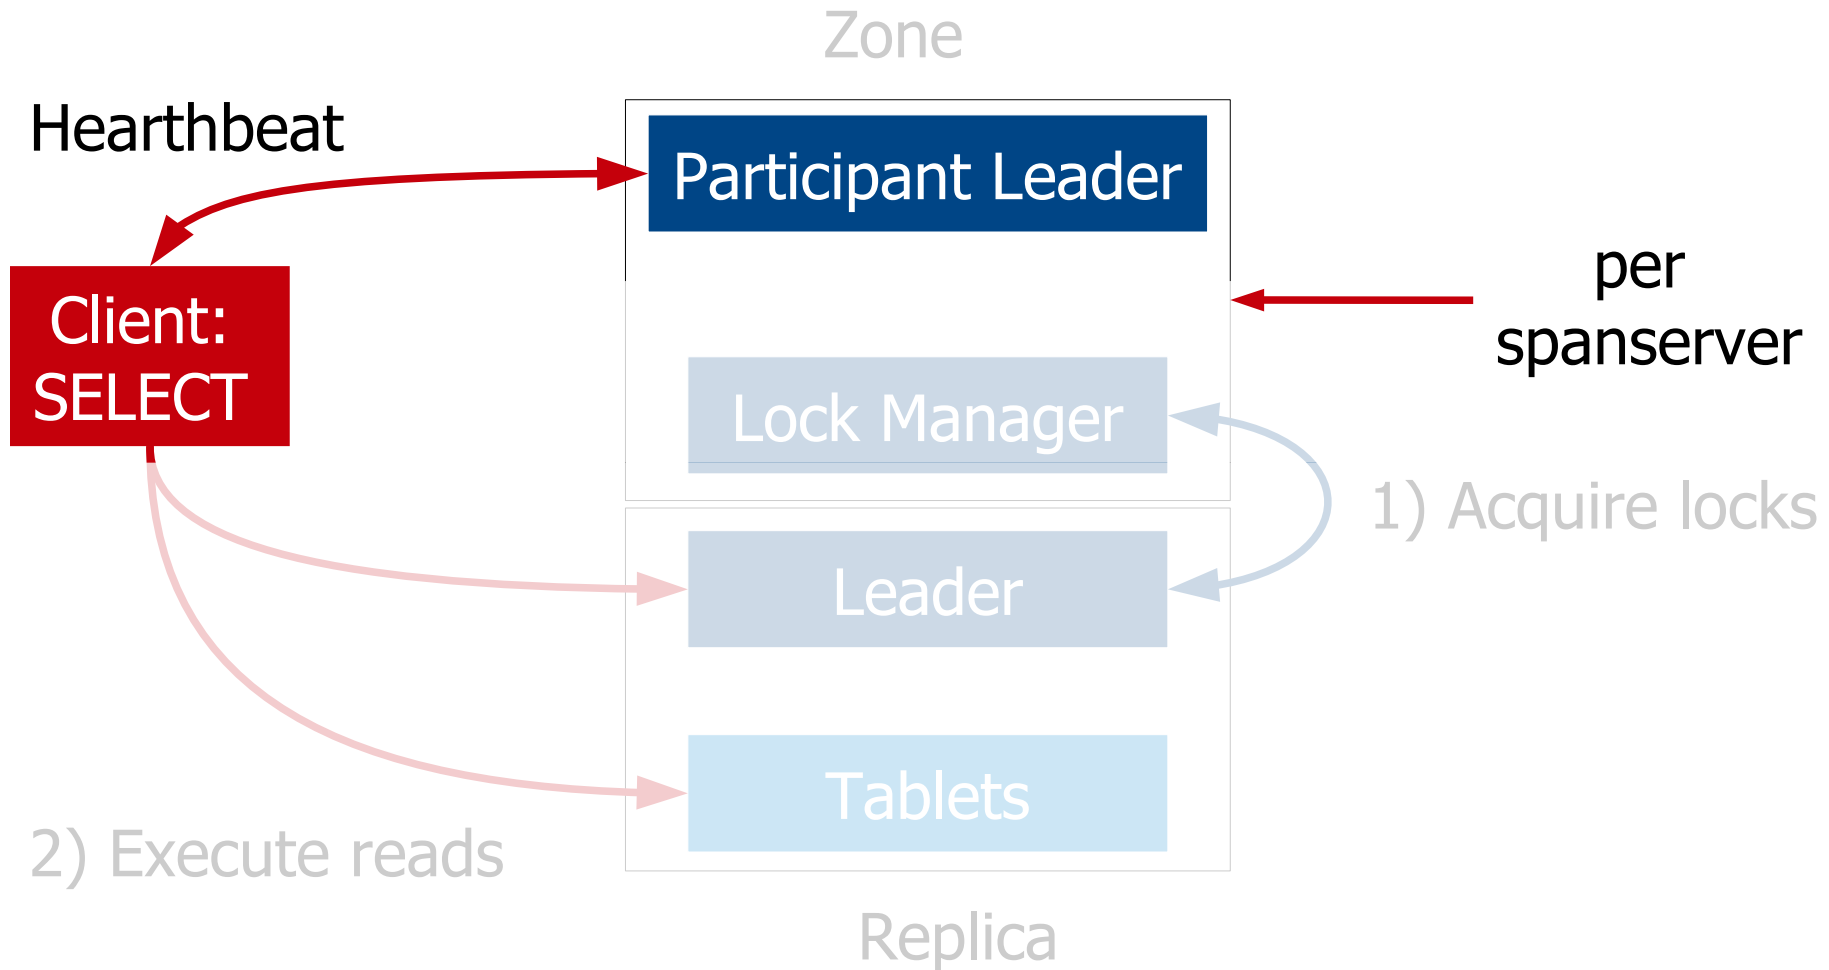 Zone
Hearthbeat
Participant Leader
Client:
SELECT
per
spanserver
Lock Manager
1) Acquire locks
Leader
Tablets
2) Execute reads
Replica